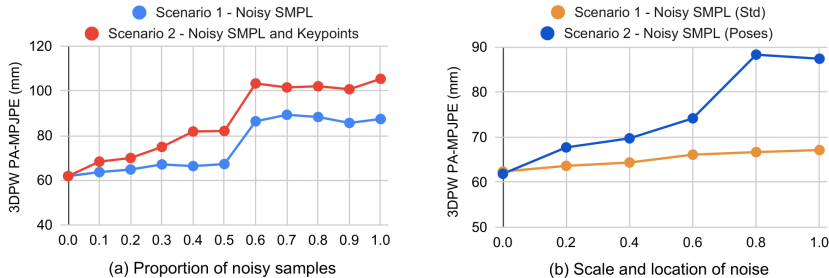 Scenario 1 - Noisy SMPL
Scenario 2 - Noisy SMPL and Keypoints
3DPW PA-MPJPE (mm)
120
100
80
60
40
0.0 0.1 0.2 0.3 0.4 0.5 0.6 0.7 0.8 0.9 1.0
(a) Proportion of noisy samples
Scenario 1 - Noisy SMPL (Std)
Scenario 2 - Noisy SMPL (Poses)
3DPW PA-MPJPE (mm)
90
80
70
60
50
0.0 0.2 0.4 0.6 0.8 1.0
(b) Scale and location of noise